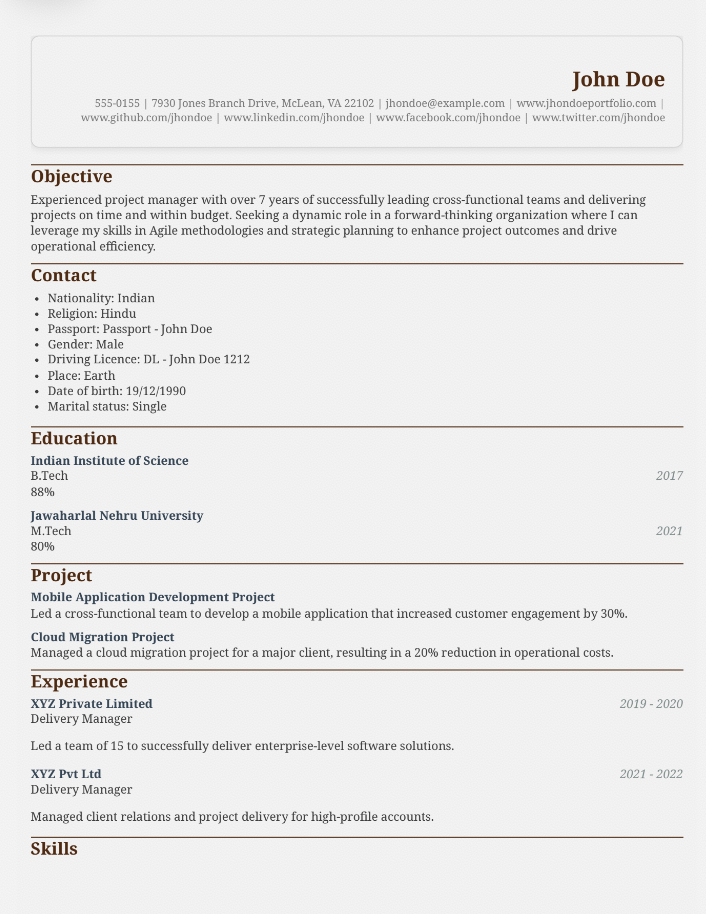 John Doe
555-0155 | 7930 Jones Branch Drive, McLean, VA 22102 | jhondoe@example.com | www.jhondoeportfolio.com |
www.github.com/jhondoe | www.linkedin.com/jhondoe | www.facebook.com/jhondoe | www.twitter.com/jhondoe
Objective
Experienced project manager with over 7 years of successfully leading cross-functional teams and delivering
projects on time and within budget. Seeking a dynamic role in a forward-thinking organization where I can
leverage my skills in Agile methodologies and strategic planning to enhance project outcomes and drive
operational efficiency.
Contact
• Nationality: Indian
• Religion: Hindu
• Passport: Passport - John Doe
• Gender: Male
• Driving Licence: DL - John Doe 1212
• Place: Earth
• Date of birth: 19/12/1990
• Marital status: Single
Education
Indian Institute of Science
B.Tech 2017
88%
Jawaharlal Nehru University
M.Tech 2021
80%
Project
Mobile Application Development Project
Led a cross-functional team to develop a mobile application that increased customer engagement by 30%.
Cloud Migration Project
Managed a cloud migration project for a major client, resulting in a 20% reduction in operational costs.
Experience
XYZ Private Limited 2019 - 2020
Delivery Manager
Led a team of 15 to successfully deliver enterprise-level software solutions.
XYZ Pvt Ltd 2021 - 2022
Delivery Manager
Managed client relations and project delivery for high-profile accounts.
Skills